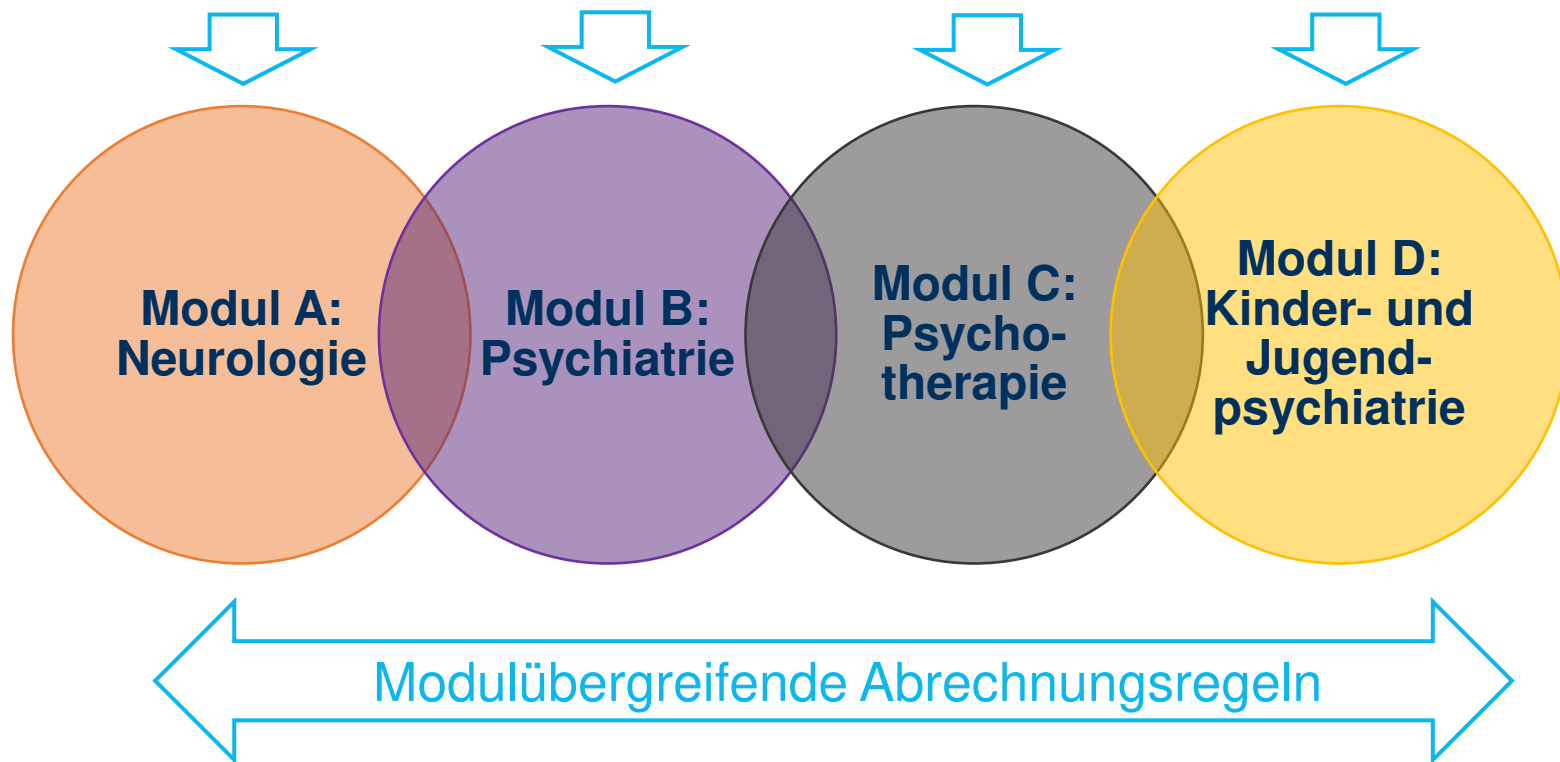 Modul A:
Neurologie
Modul B:
Psychiatrie
Modul C:
Psycho-
therapie
Modul D:
Kinder- und
Jugend-
psychiatrie
Modulübergreifende Abrechnungsregeln